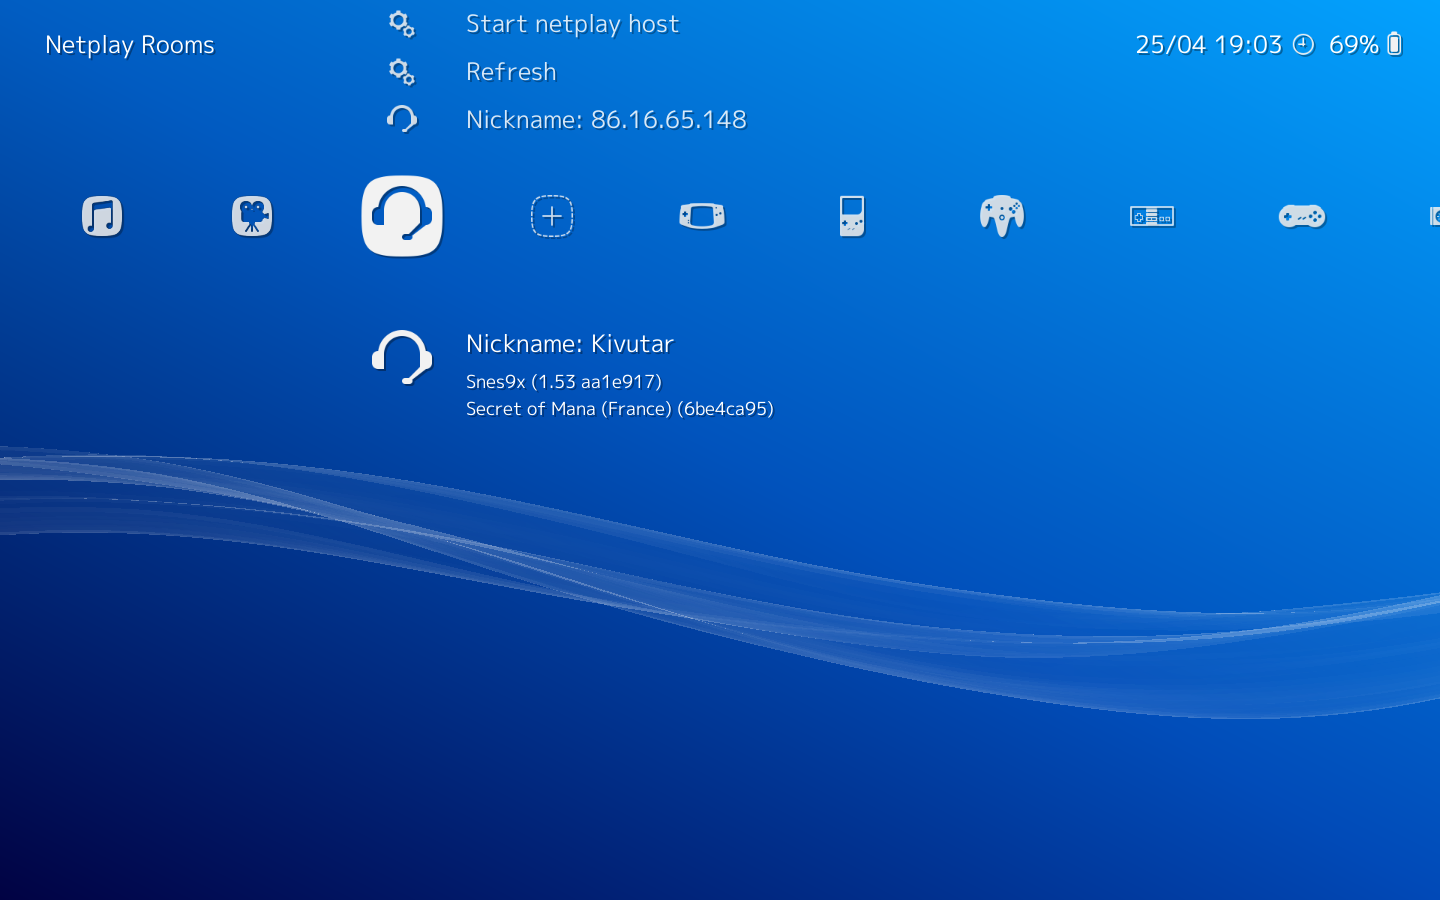 Start netplay host
Netplay Rooms
25/04 19:03 69%
Refresh
Nickname: 86.16.65.148
Nickname: Kivutar
Snes9x (1.53 aa1e917)
Secret of Mana (France) (6be4ca95)